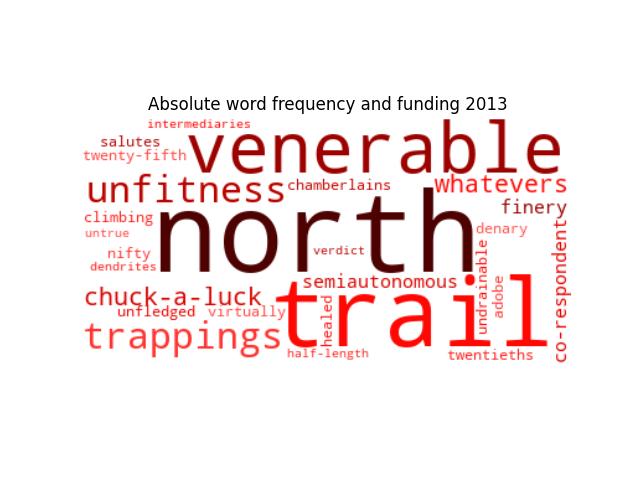 Absolute word frequency and funding 2013
intermediaries
salutes
venerable
twenty-fifth
unfitness
chamberlains
whatevers
finery
climbing
north
untrue
denary
nifty
verdict
dendrites
semiautonomous
undrainable
adobe
co-respondent
chuck-a-luck
trail
unfledged
virtually
healed
trappings
half-length
twentieths